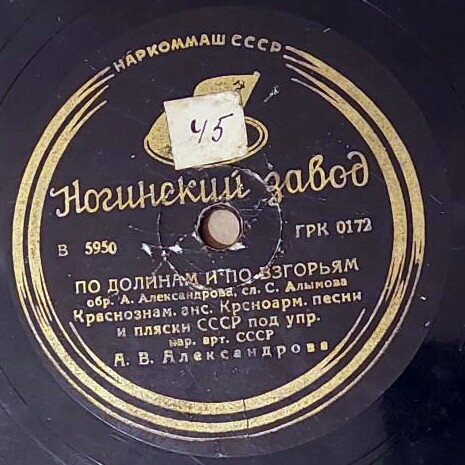 НАРКОММАШ СССР
45
Ногинский завод
В 5950
ГРК 0172
ПО ДОЛИНАМ И ПО ВЗГОРЬЯМ
обр. А. Александрова, сл. С. Алымова
Краснознам. анс. Крсноарм. песни
и пляски СССР под упр.
нар. арт. СССР
А. В. Александрова